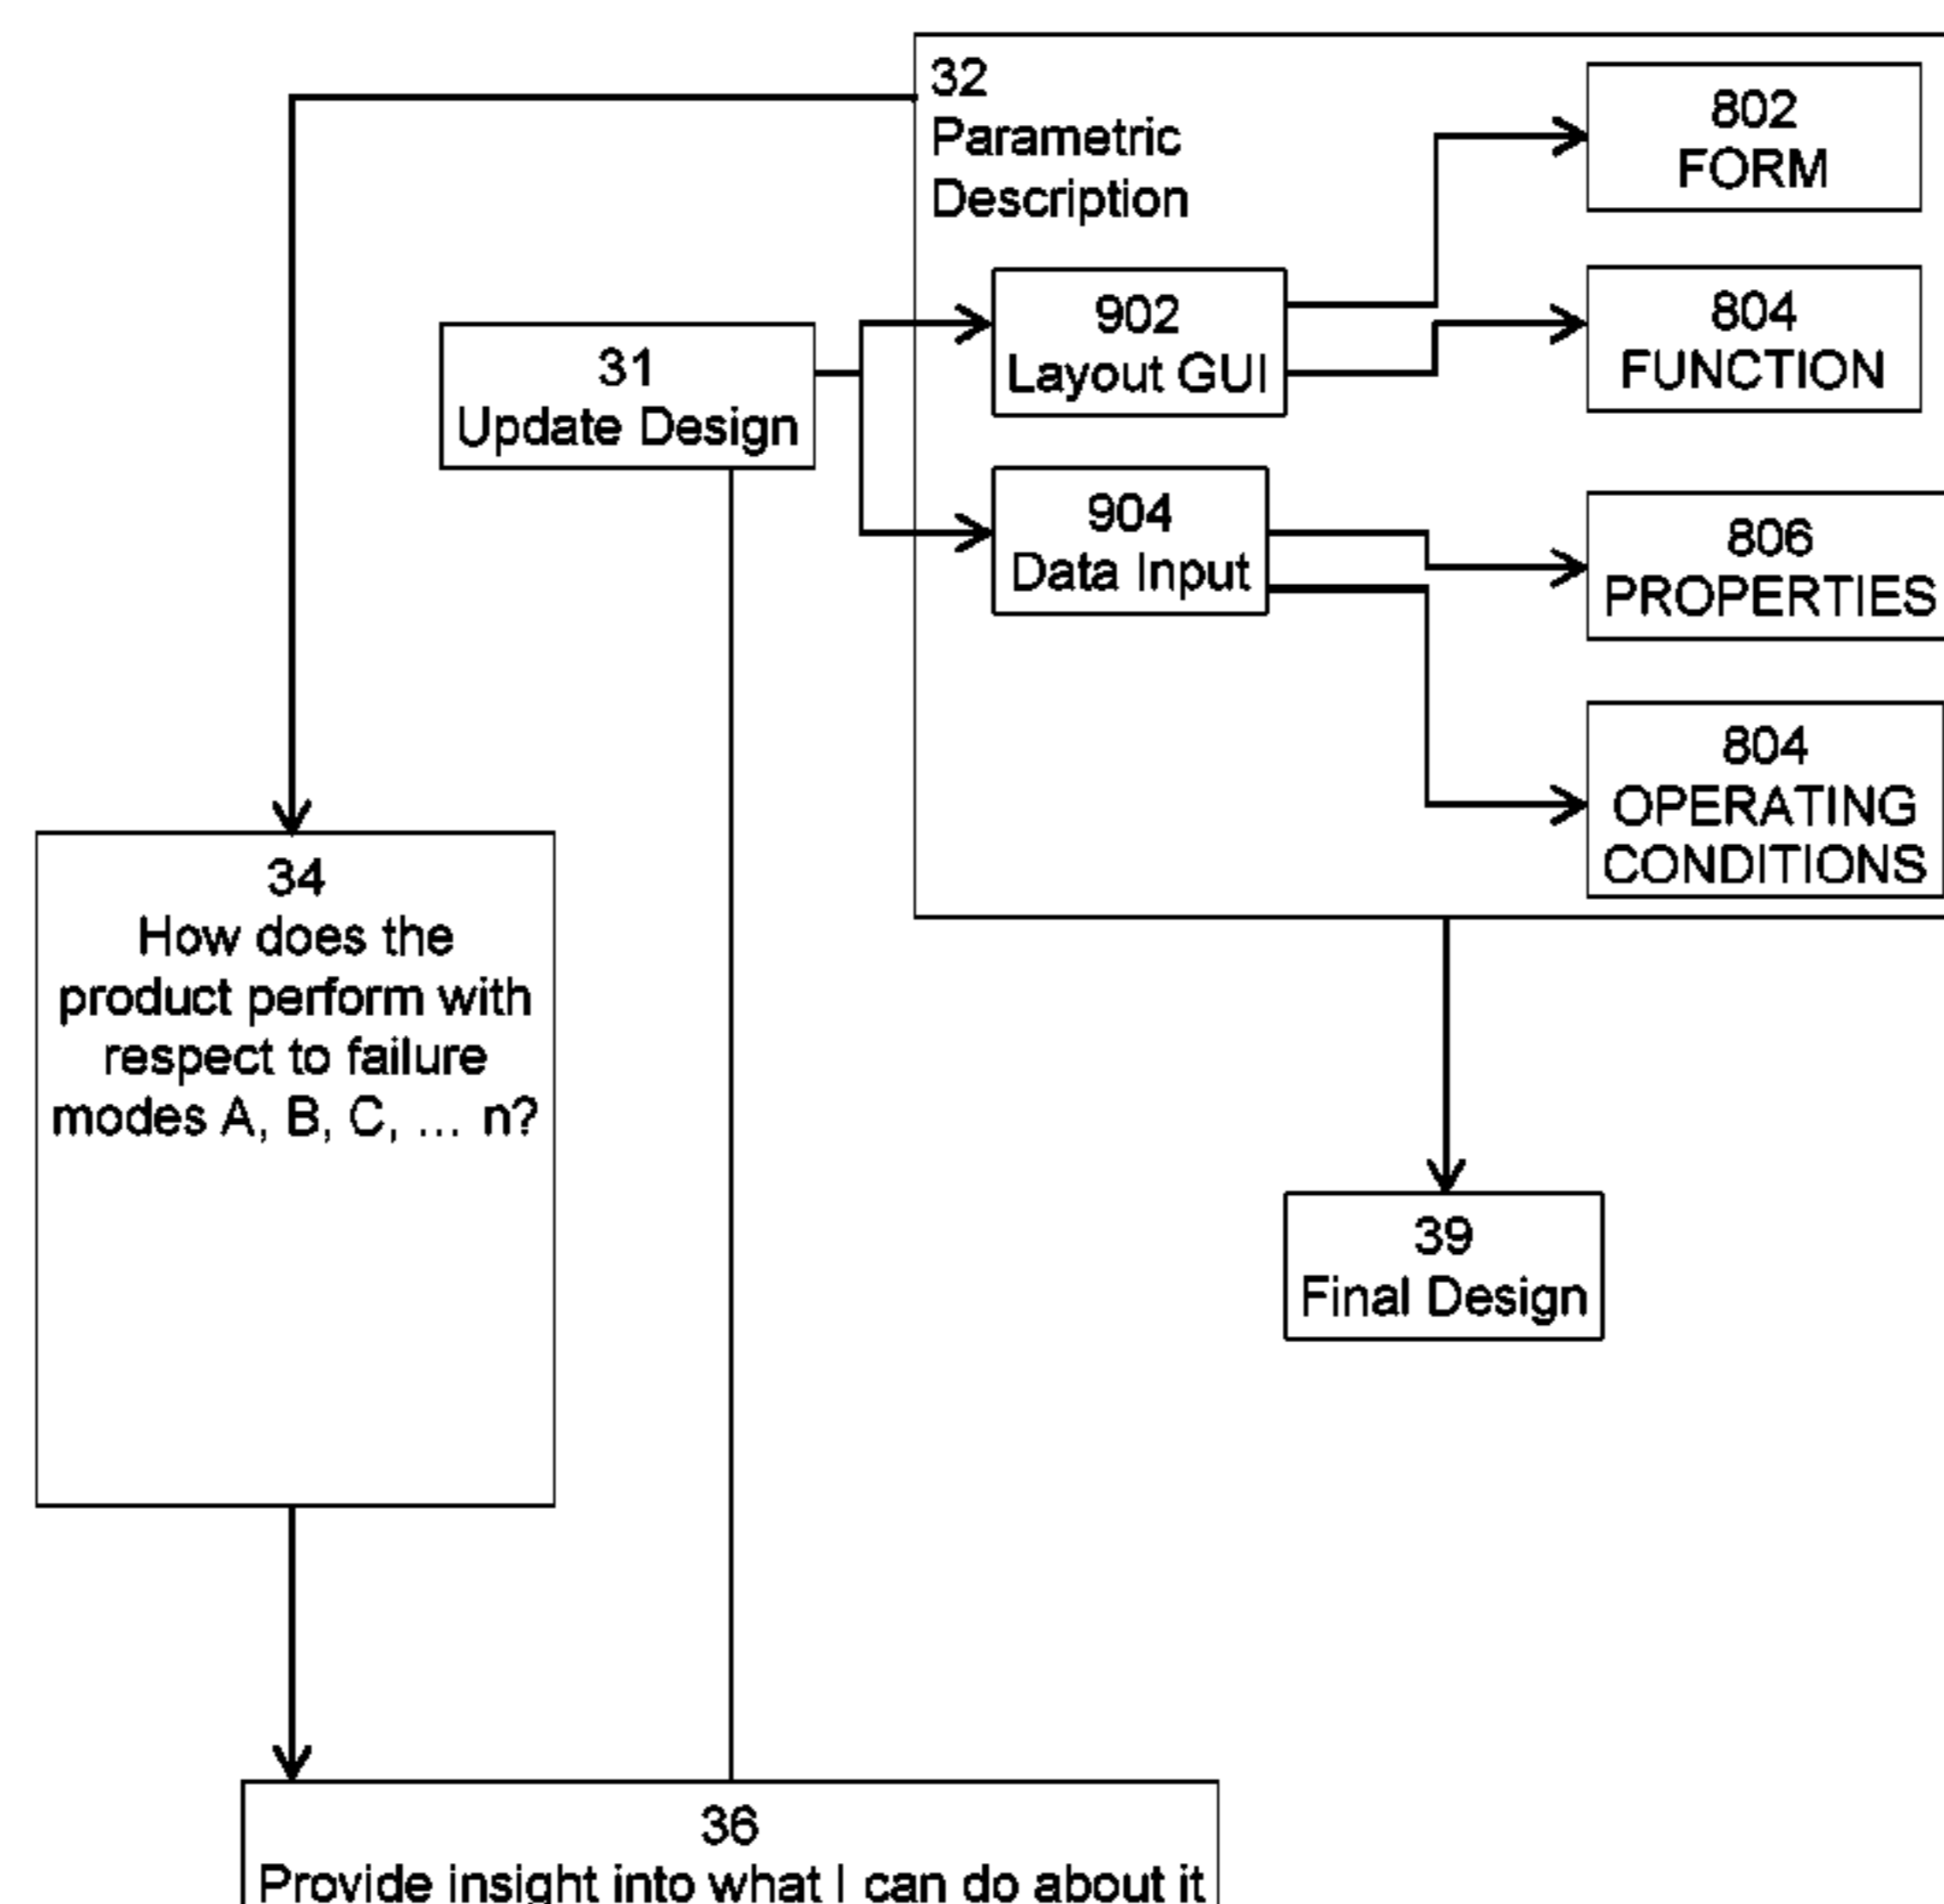 32
Parametric
Description
802
FORM
804
FUNCTION
902
Layout GUI
31
Update Design
904
Data Input
806
PROPERTIES
804
OPERATING
CONDITIONS
34
How does the
product perform with
respect to failure
modes A, B, C, ... n?
39
Final Design
36
Provide insight into what I can do about it